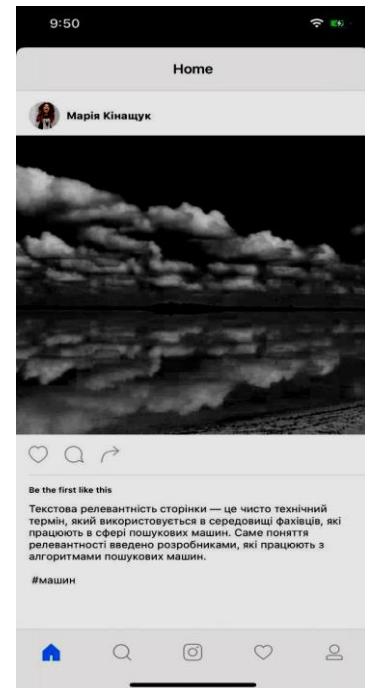 9:50
Home
Марія Кінащук
Be the first like this
Текстова релевантність сторінки — це чисто технічний
термін, який використовується в середовищі фахівців, які
працюють в сфері пошукових машин. Саме поняття
релевантності введено розробниками, які працюють з
алгоритмами пошукових машин.
#машин